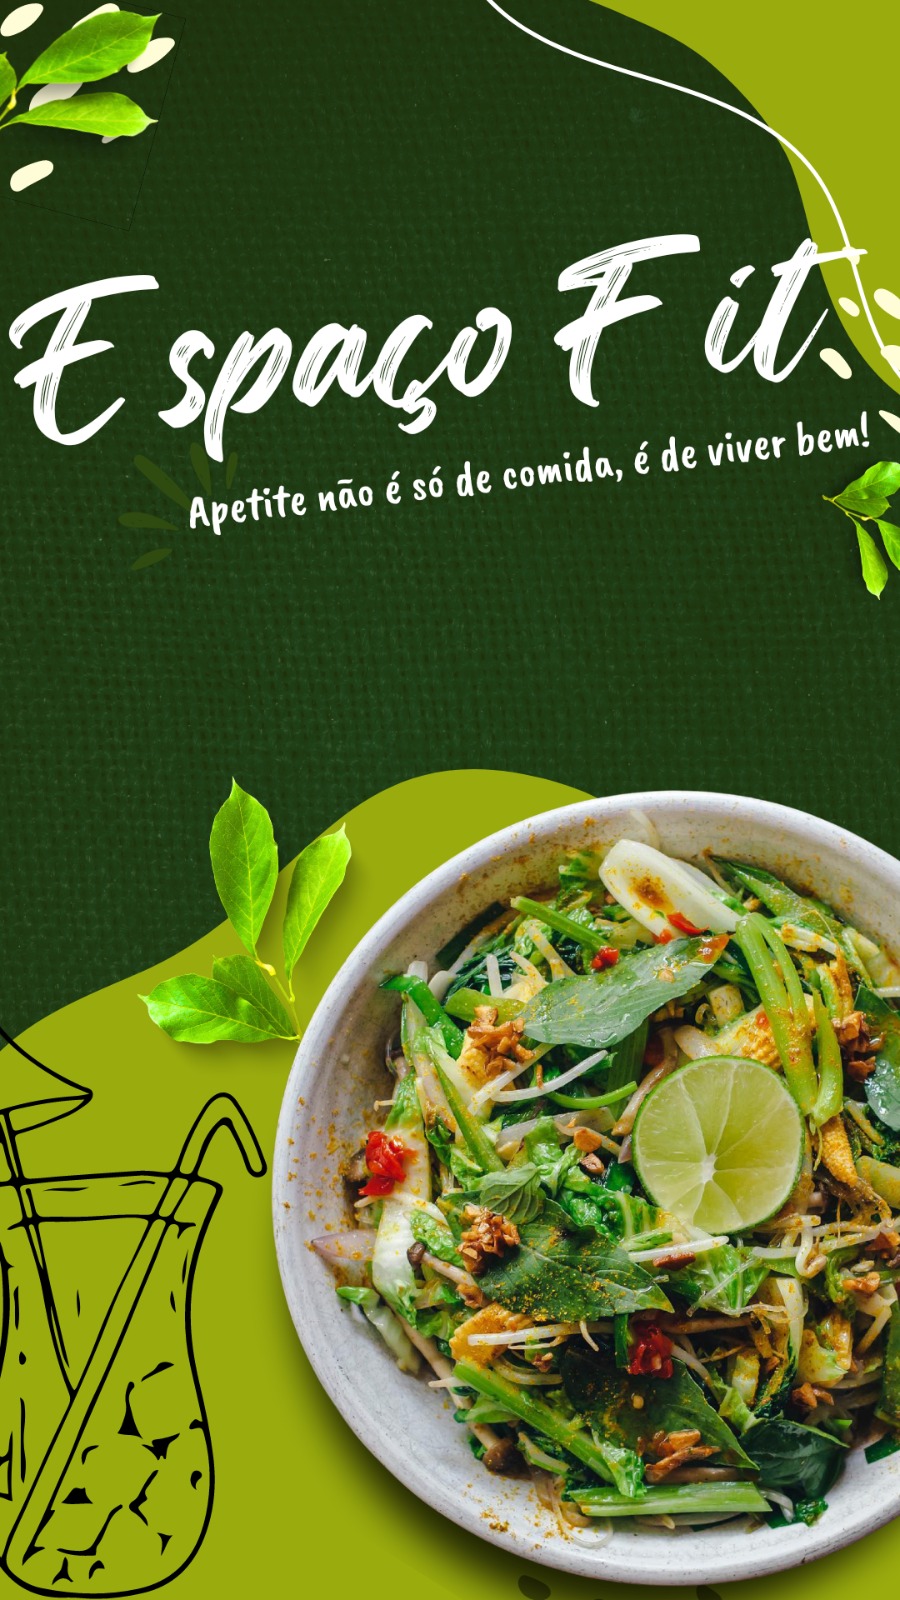 Espaço Fit
Apetite não é só de comida, é de viver bem!